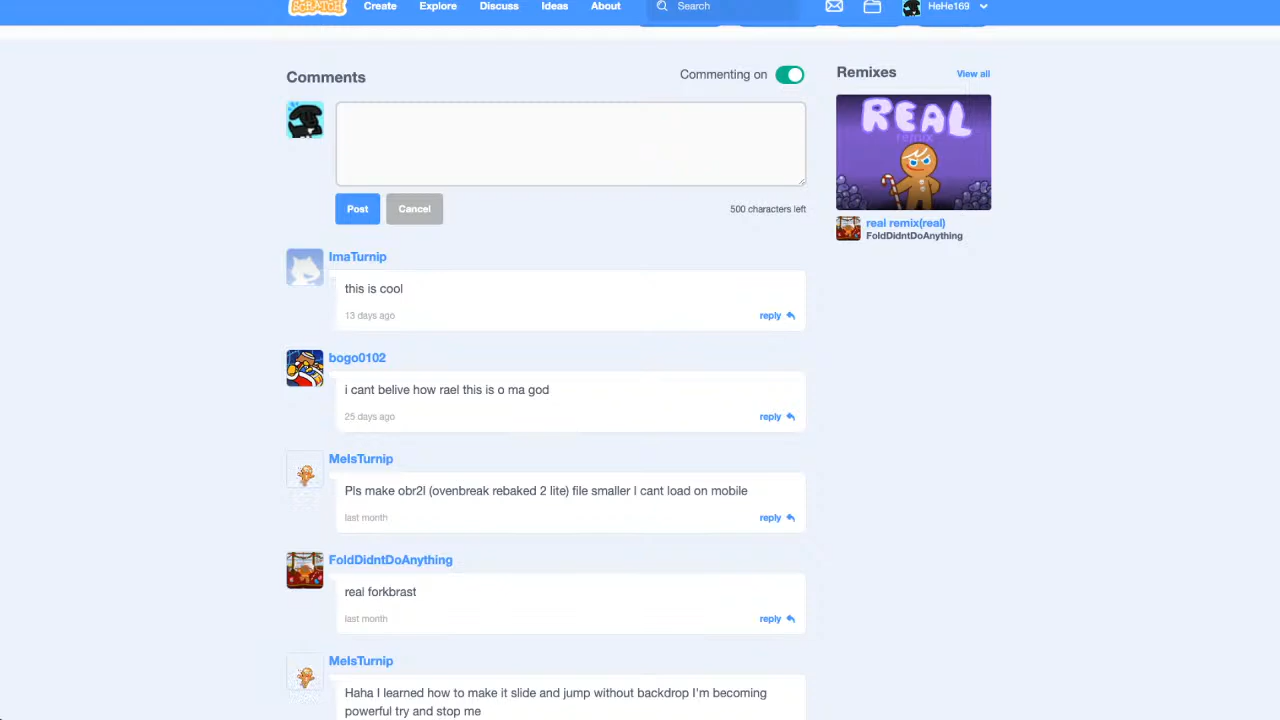 SCRATCH
Create
Explore
Discuss
Ideas
About
Search
HeHe169
Comments
Commenting on
Post
Cancel
500 characters left
ImaTurnip
this is cool
13 days ago
reply
bogo0102
i cant belive how rael this is o ma god
25 days ago
reply
MeIsTurnip
Pls make obr2l (ovenbreak rebaked 2 lite) file smaller I cant load on mobile
last month
reply
FoldDidntDoAnything
real forkbrast
last month
reply
MeIsTurnip
Haha I learned how to make it slide and jump without backdrop I'm becoming
powerful try and stop me
Remixes
View all
REAL
remix
real remix(real)
FoldDidntDoAnything